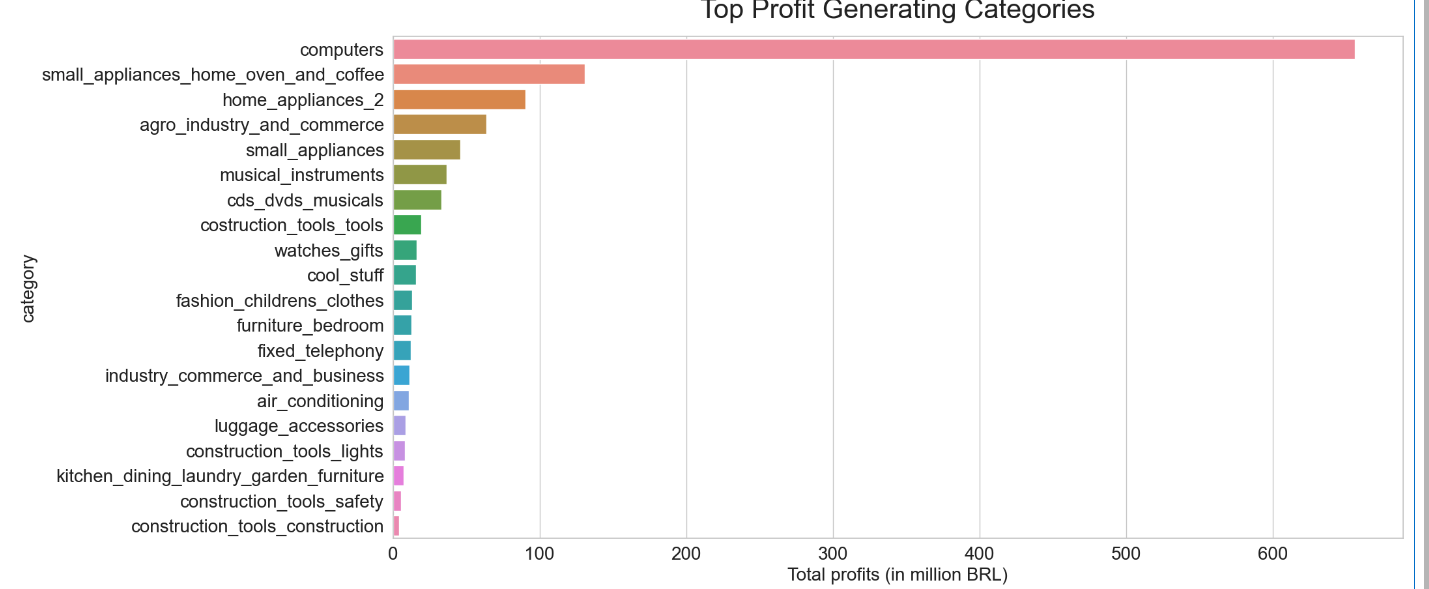 Top Profit Generating Categories
category
computers
small_appliances_home_oven_and_coffee
home_appliances_2
agro_industry_and_commerce
small_appliances
musical_instruments
cds_dvds_musicals
costruction_tools_tools
watches_gifts
cool_stuff
fashion_childrens_clothes
furniture_bedroom
fixed_telephony
industry_commerce_and_business
air_conditioning
luggage_accessories
construction_tools_lights
kitchen_dining_laundry_garden_furniture
construction_tools_safety
construction_tools_construction
0 100 200 300 400 500 600
Total profits (in million BRL)